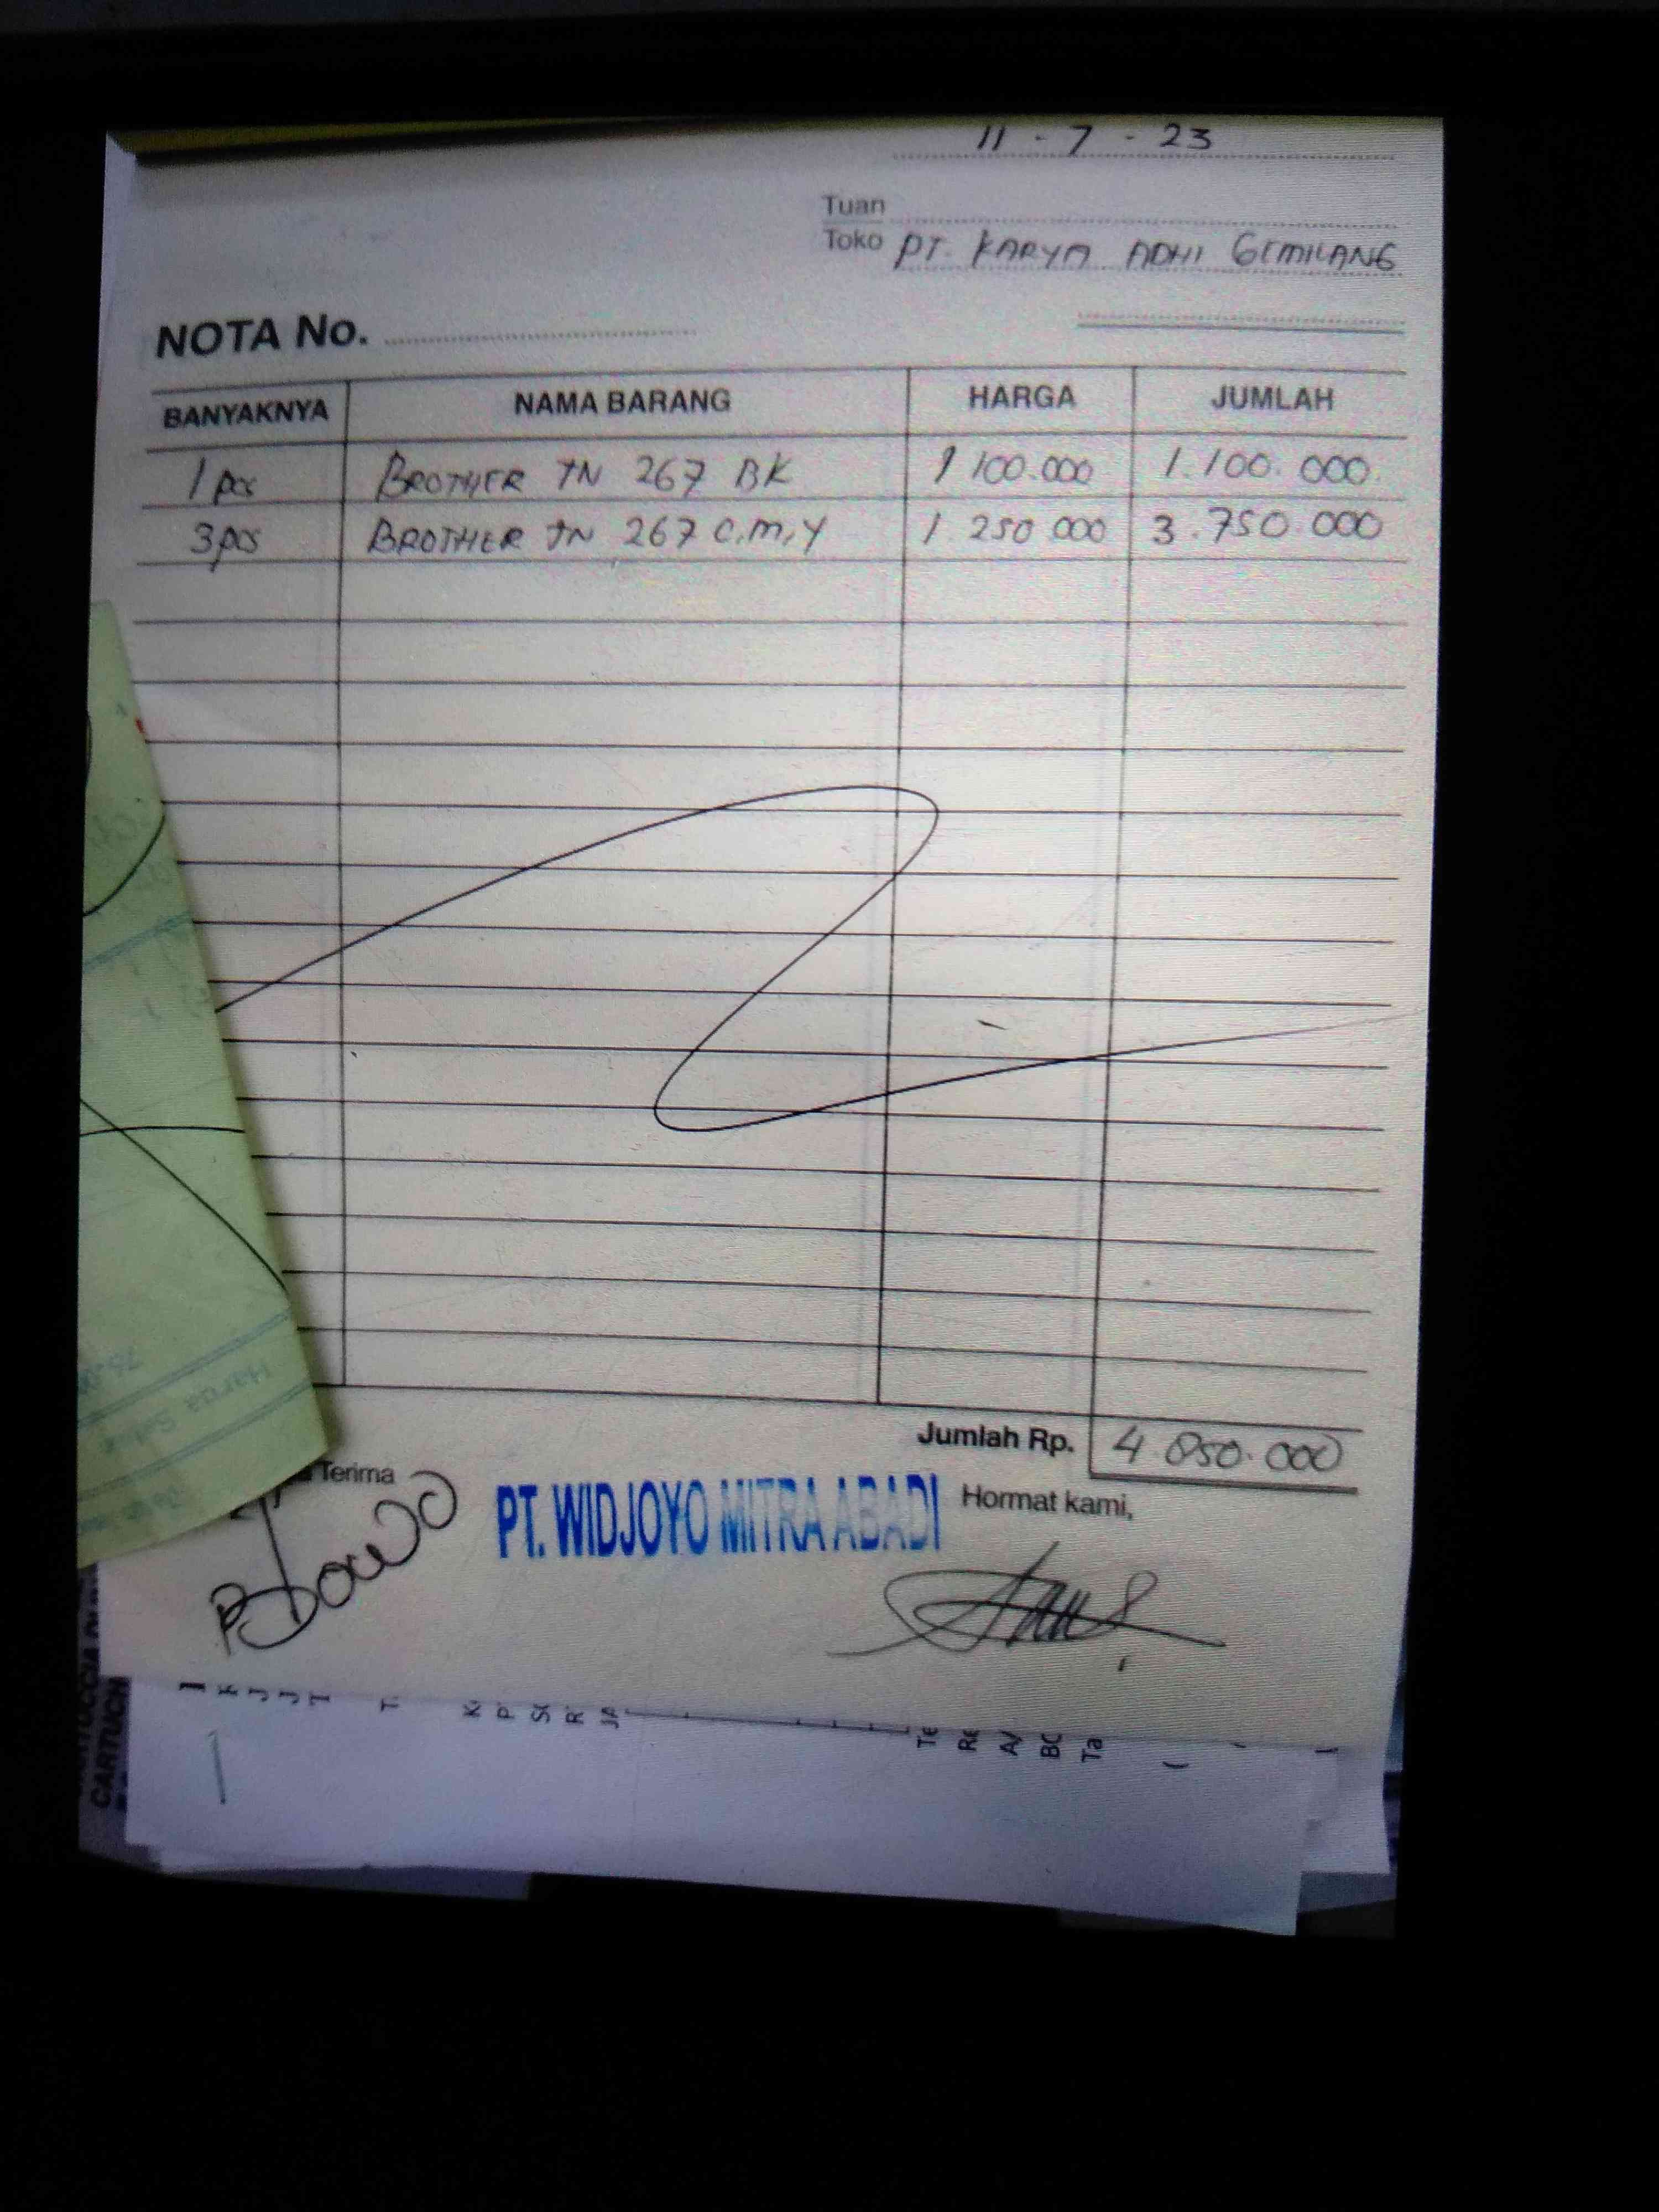 11 - 7 - 23
Tuan
Toko PT. KARYA ADHI GEMILANG
NOTA No.
BANYAKNYA NAMA BARANG HARGA JUMLAH
1 pcs BROTHER TN 267 BK 1 100.000 1.100.000
3 pcs BROTHER TN 267 C,M,Y 1 250 000 3.750.000
Jumlah Rp. 4 850.000
Terima
PT. WIDJOYO MITRA ABADI
Hormat kami,
Bowo
CARTUCH